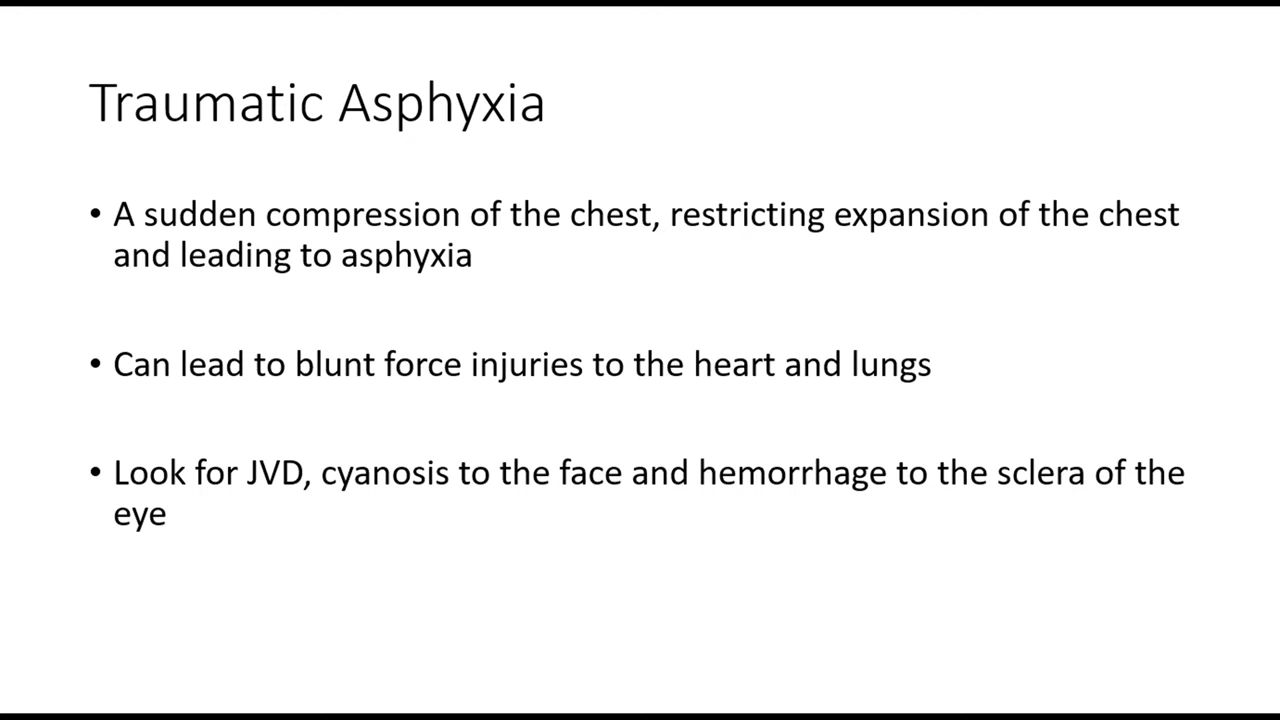 Traumatic Asphyxia
• A sudden compression of the chest, restricting expansion of the chest
and leading to asphyxia
• Can lead to blunt force injuries to the heart and lungs
• Look for JVD, cyanosis to the face and hemorrhage to the sclera of the
eye